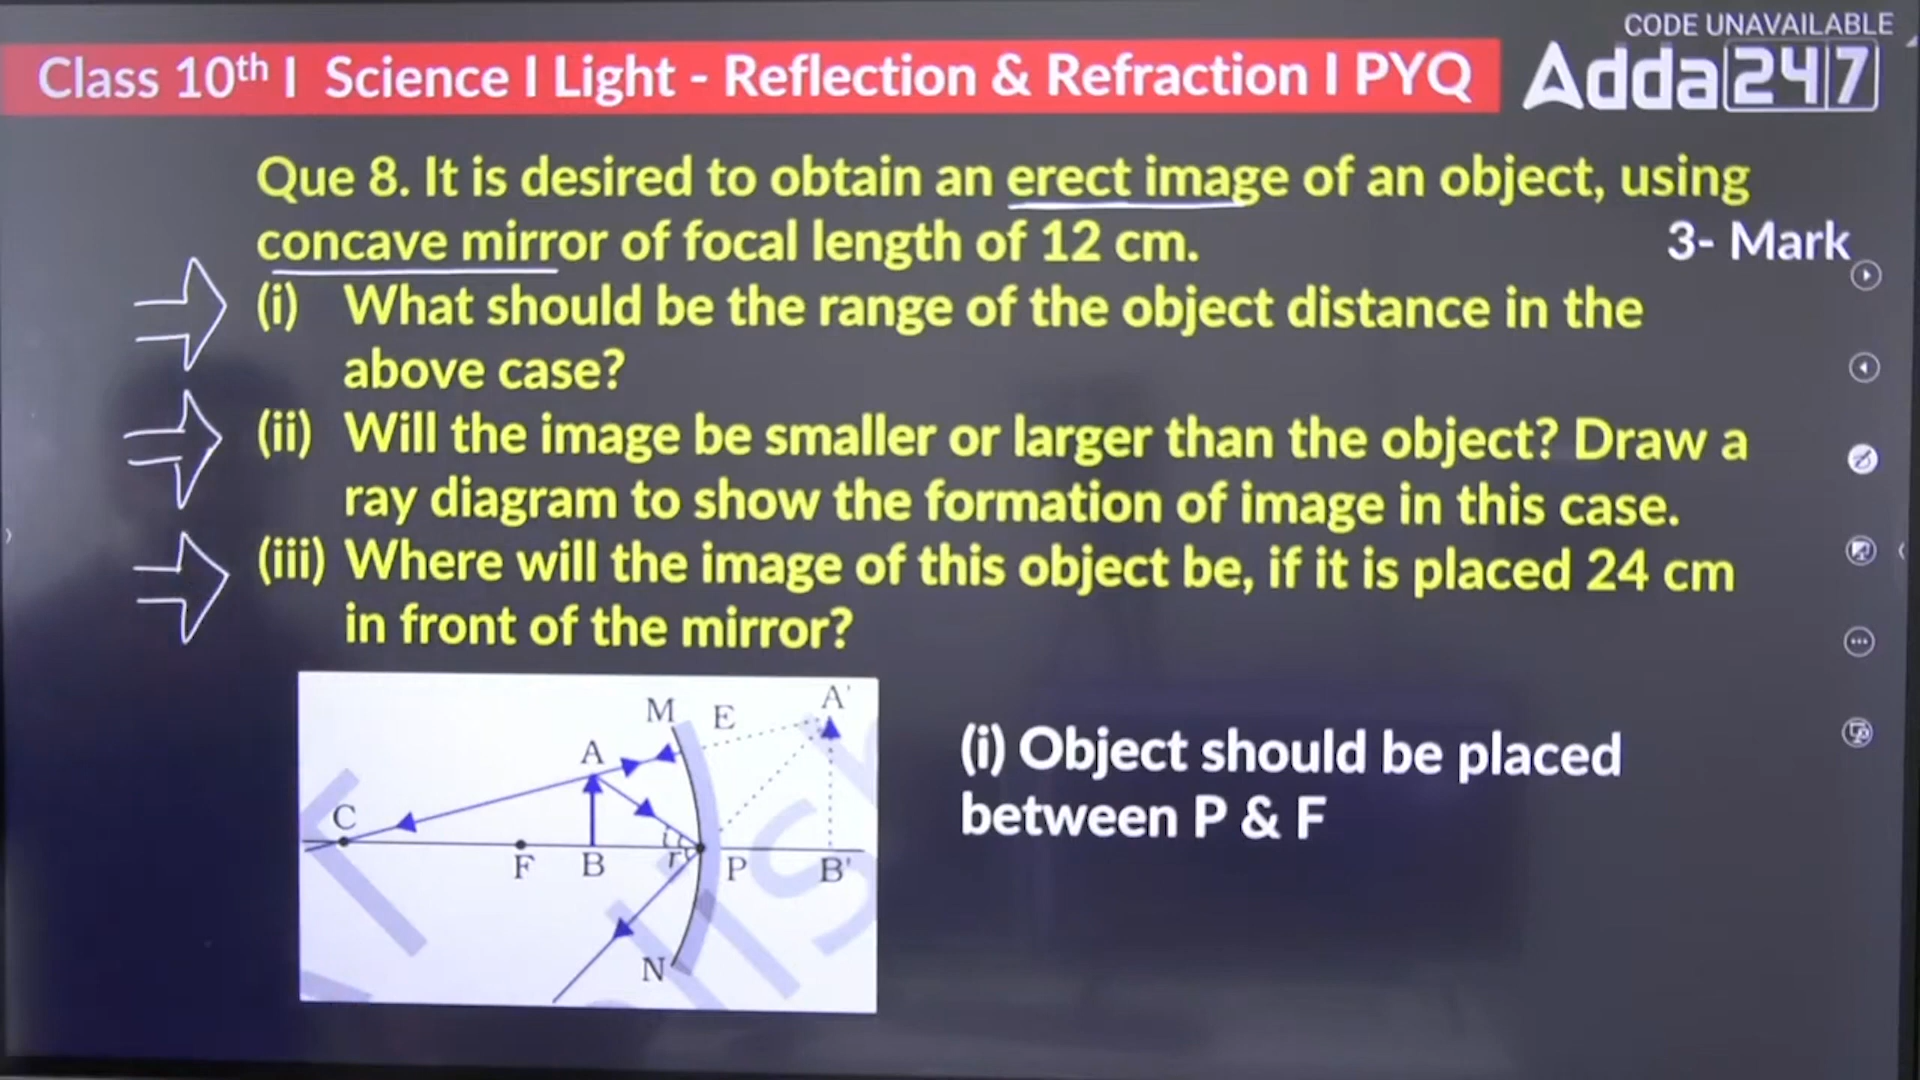 CODE UNAVAILABLE
Class 10th I Science I Light - Reflection & Refraction I PYQ
Adda247
Que 8. It is desired to obtain an erect image of an object, using
concave mirror of focal length of 12 cm.
3- Mark
(i) What should be the range of the object distance in the
above case?
(ii) Will the image be smaller or larger than the object? Draw a
ray diagram to show the formation of image in this case.
(iii) Where will the image of this object be, if it is placed 24 cm
in front of the mirror?
M E A'
A
C
i
r
F B P B'
N
(i) Object should be placed
between P & F